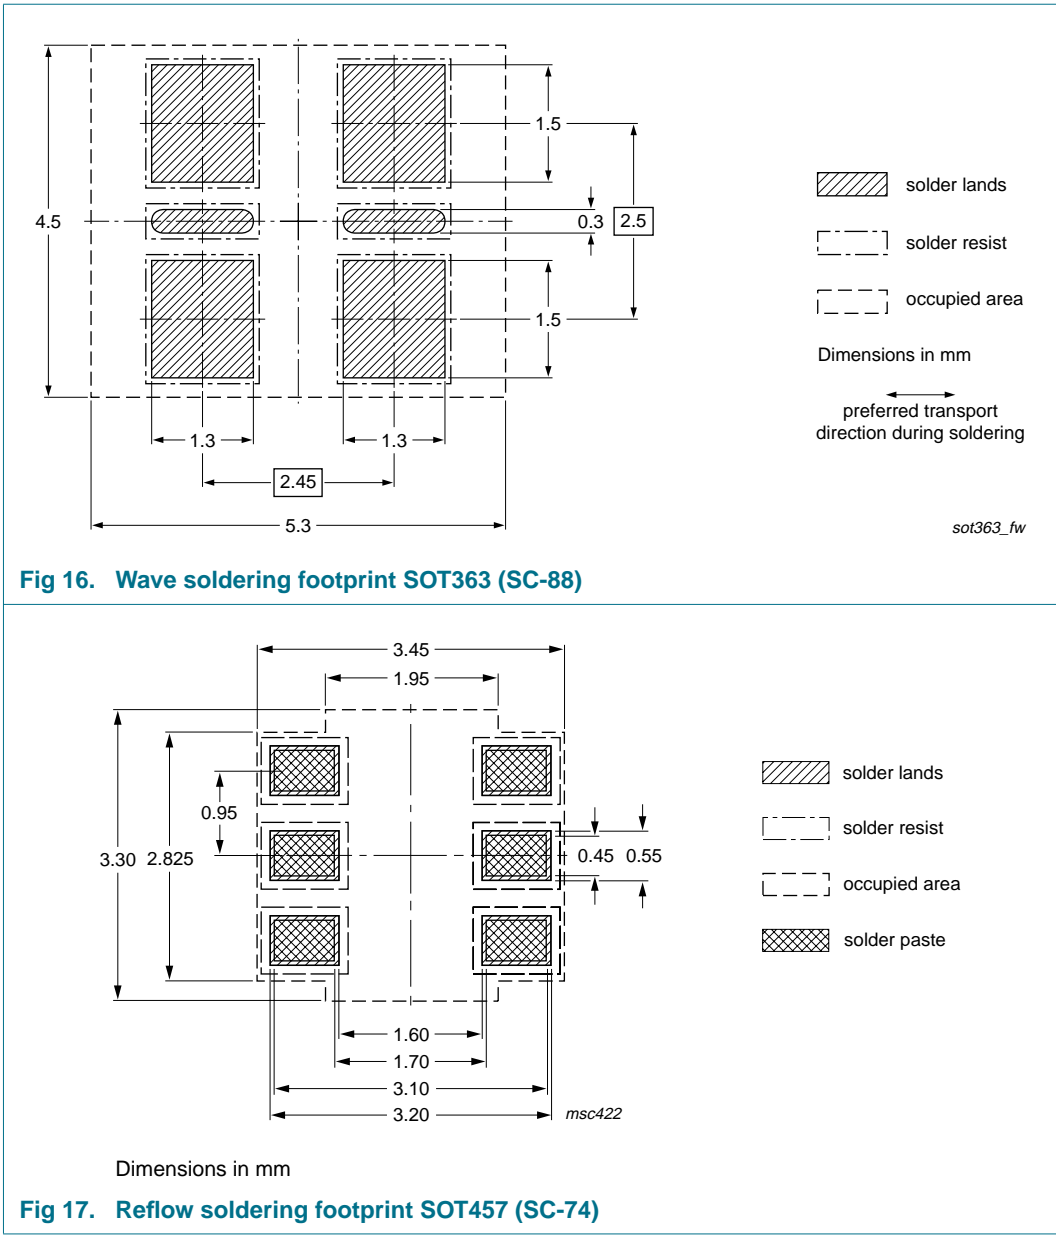 1.5
4.5
0.3
2.5
1.5
1.3
1.3
2.45
5.3
solder lands
solder resist
occupied area
Dimensions in mm
preferred transport
direction during soldering
sot363_fw
Fig 16. Wave soldering footprint SOT363 (SC-88)
3.45
1.95
0.95
3.30
2.825
0.45
0.55
1.60
1.70
3.10
3.20
msc422
solder lands
solder resist
occupied area
solder paste
Dimensions in mm
Fig 17. Reflow soldering footprint SOT457 (SC-74)